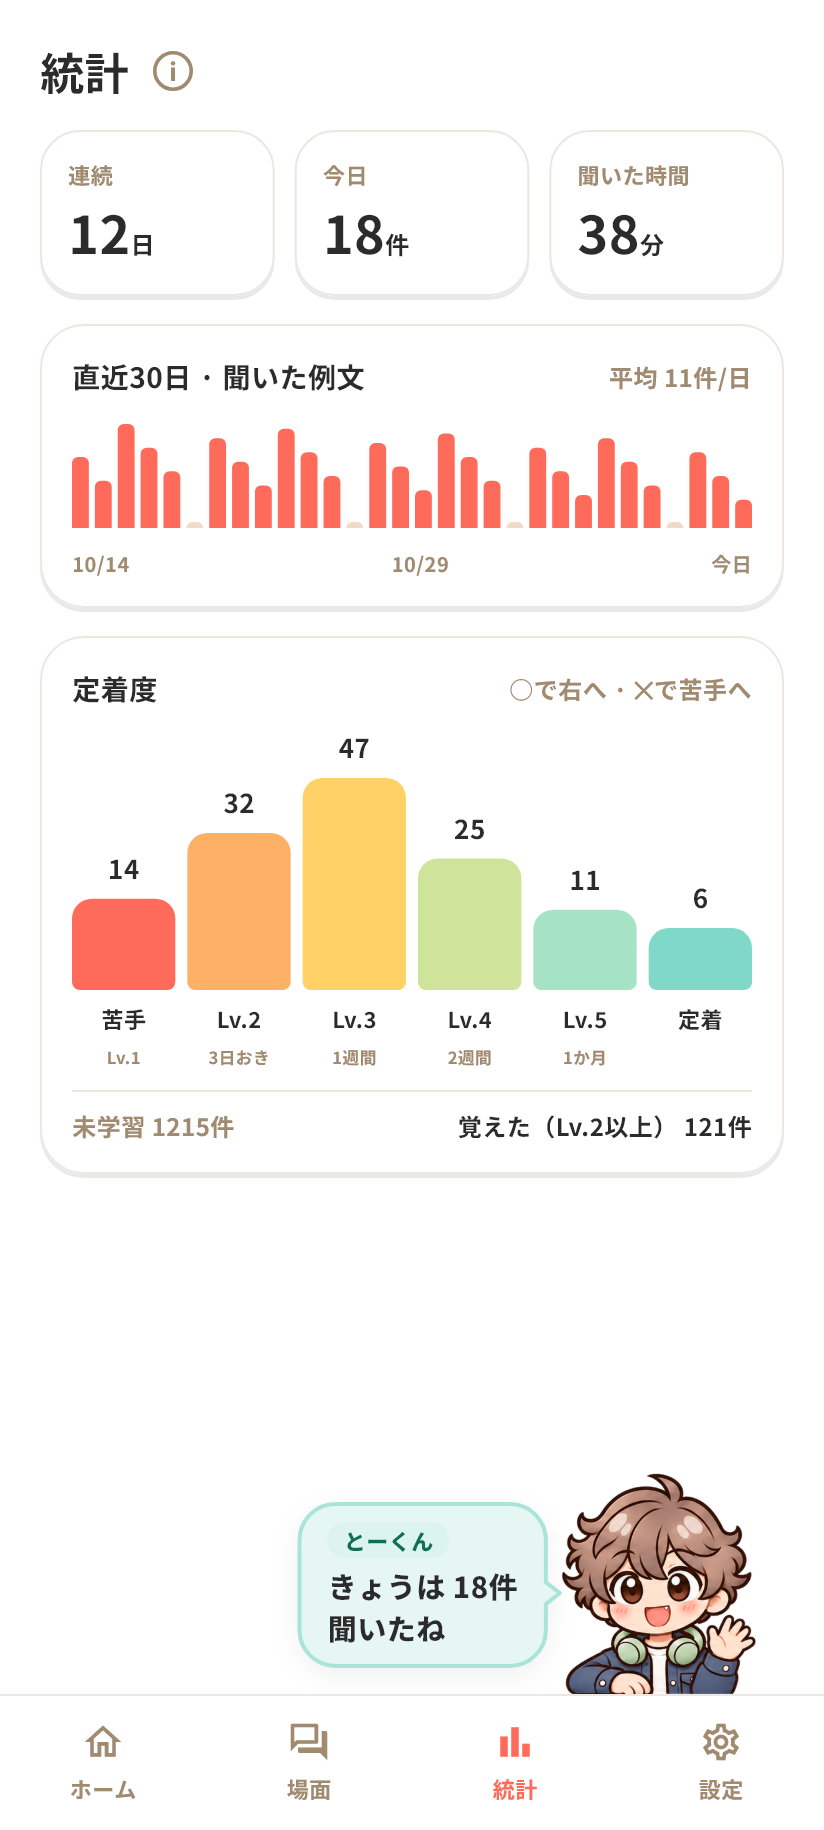 統計
連続
12日
今日
18件
聞いた時間
38分
直近30日・聞いた例文
平均 11件/日
10/14
10/29
今日
定着度
○で右へ・×で苦手へ
14
32
47
25
11
6
苦手
Lv.2
Lv.3
Lv.4
Lv.5
定着
Lv.1
3日おき
1週間
2週間
1か月
未学習 1215件
覚えた（Lv.2以上） 121件
とーくん
きょうは 18件
聞いたね
ホーム
場面
統計
設定